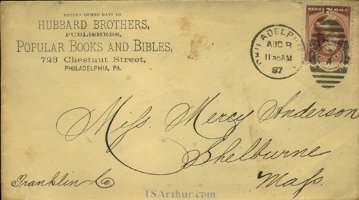 RETURN IN FIVE DAYS TO
HUBBARD BROTHERS,
PUBLISHERS,
POPULAR BOOKS AND BIBLES,
723 Chestnut Street,
PHILADELPHIA, PA.
PHILADELPHIA
AUG 8
11 30 AM
87
Miss Mercy Anderson
Shelburne
Franklin Co
Mass.
TSArthur.com